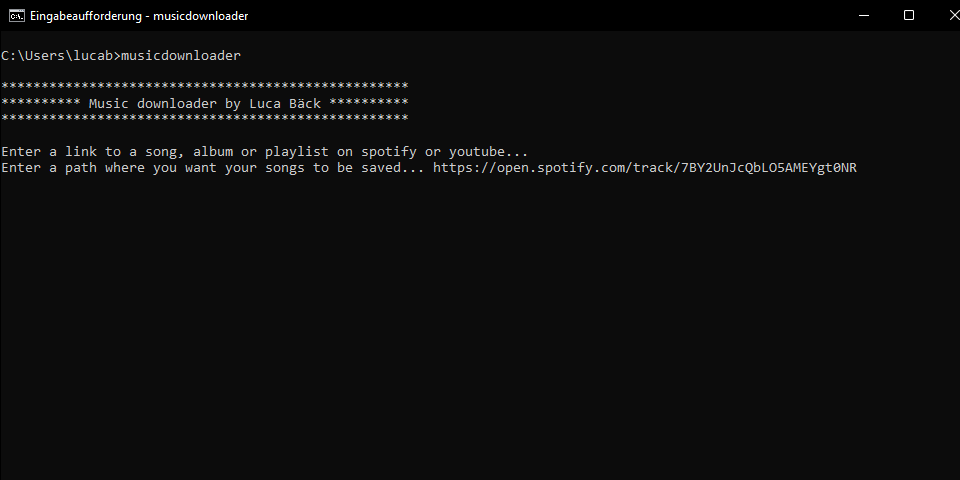 Eingabeaufforderung - musicdownloader
C:\Users\lucab>musicdownloader
***************************************************
********** Music downloader by Luca Bäck **********
***************************************************
Enter a link to a song, album or playlist on spotify or youtube...
Enter a path where you want your songs to be saved... https://open.spotify.com/track/7BY2UnJcQbLO5AMEYgt0NR